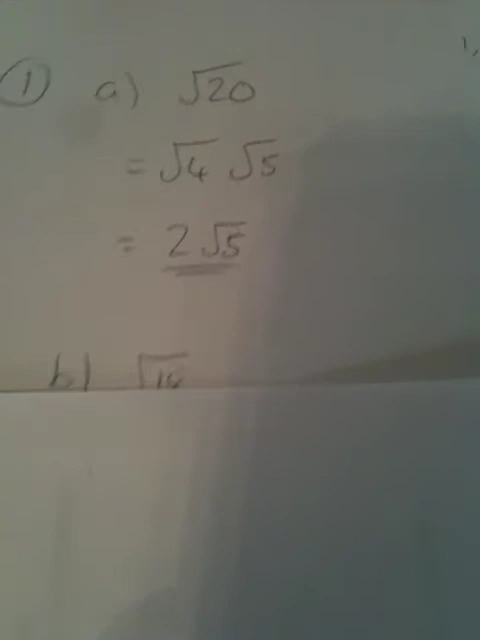 ① a) √20
= √4 √5
= 2√5
b)